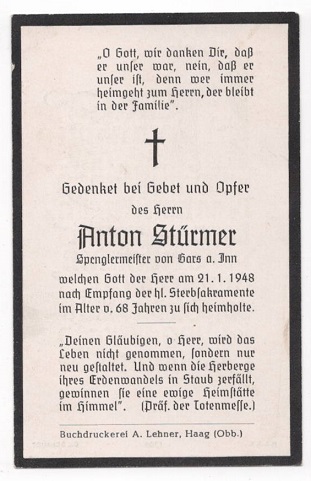 „O Gott, wir danken Dir, daß
er unser war, nein, daß er
unser ist, denn wer immer
heimgeht zum Herrn, der bleibt
in der Familie".
Gedenket bei Gebet und Opfer
des Herrn
Anton Stürmer
Spenglermeister von Gars a. Inn
welchen Gott der Herr am 21. 1. 1948
nach Empfang der hl. Sterbsakramente
im Alter v. 68 Jahren zu sich heimholte.
„Deinen Gläubigen, o Herr, wird das
Leben nicht genommen, sondern nur
neu gestaltet. Und wenn die Herberge
ihres Erdenwandels in Staub zerfällt,
gewinnen sie eine ewige Heimstätte
im Himmel". (Präf. der Totenmesse.)
Buchdruckerei A. Lehner, Haag (Obb.)